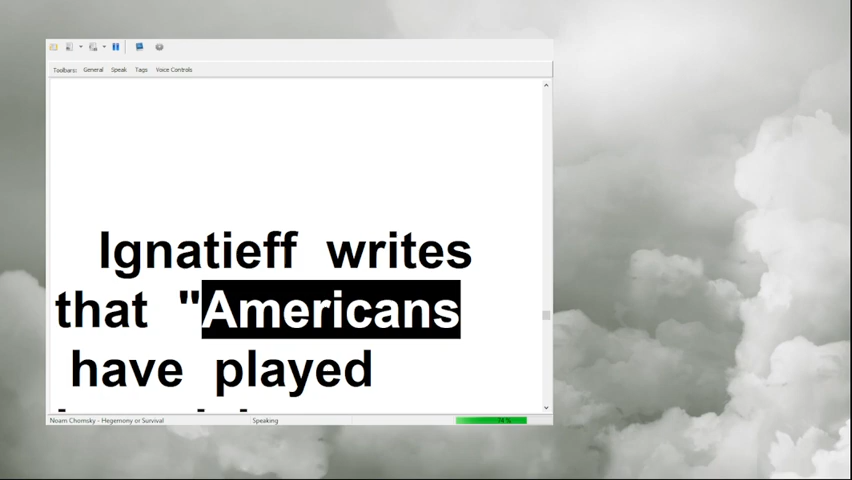 Toolbars: General Speak Tags Voice Controls
Ignatieff writes
that "Americans
have played
Noam Chomsky - Hegemony or Survival Speaking